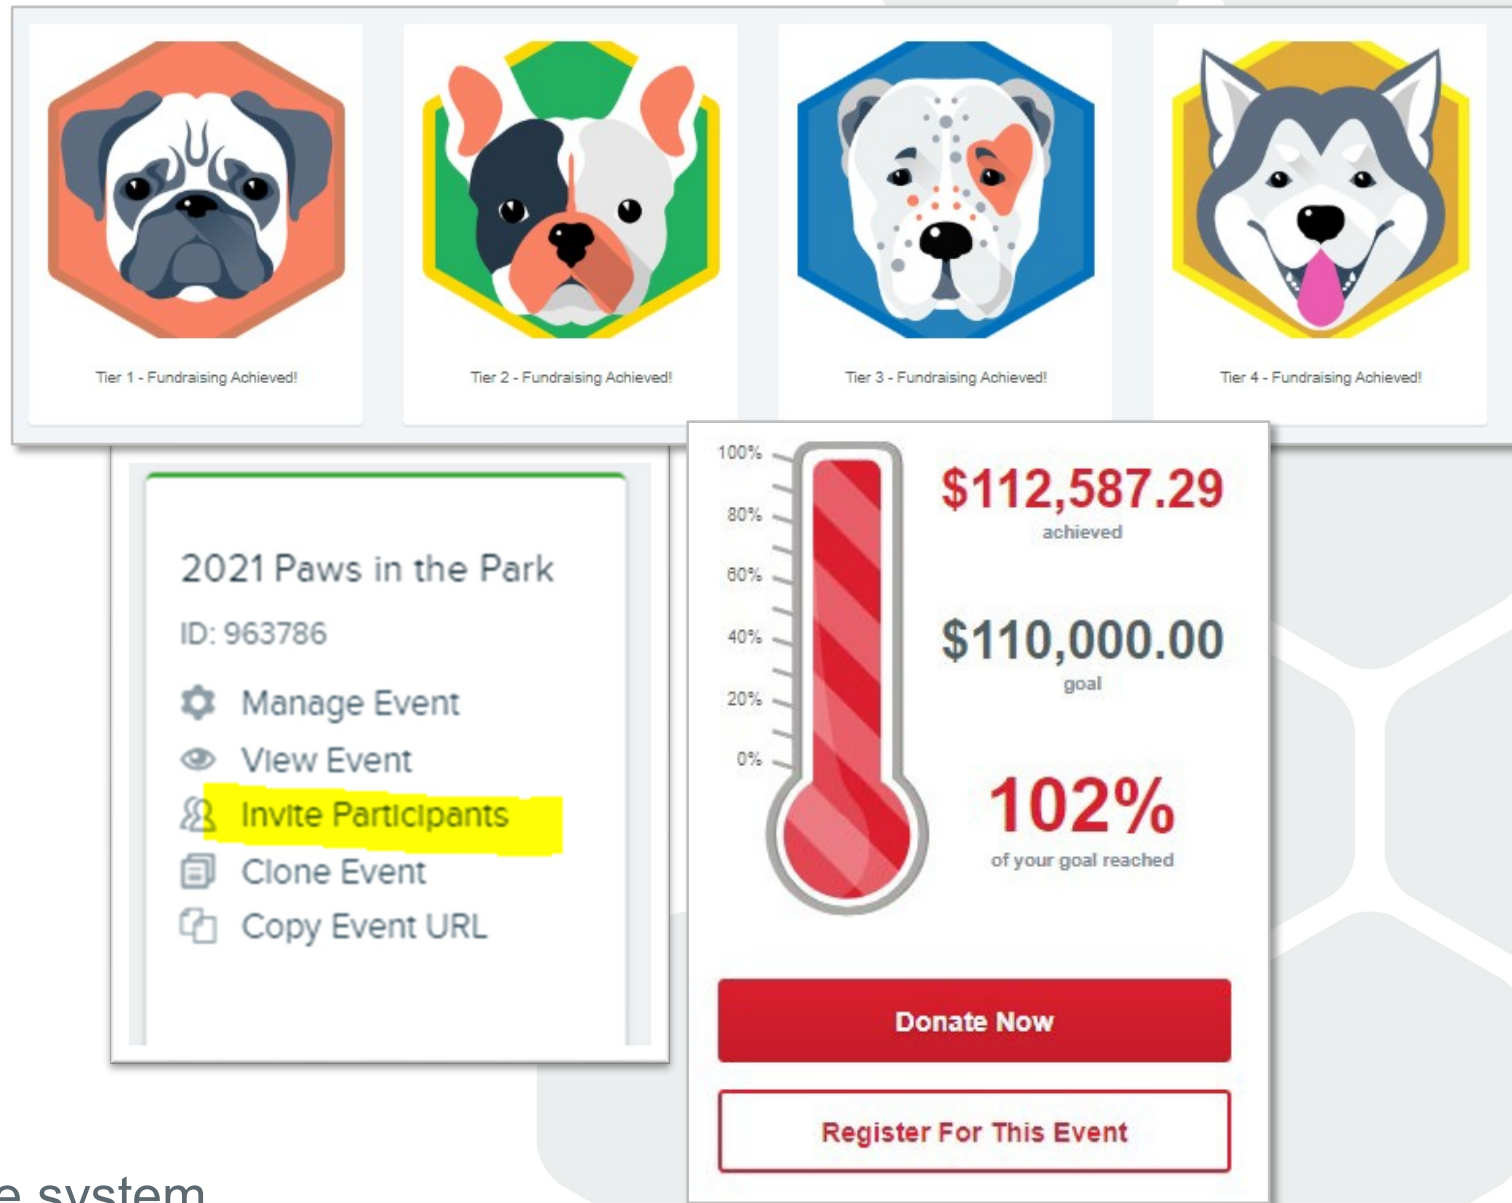 Tier 1 - Fundraising Achieved!
Tier 2 - Fundraising Achieved!
Tier 3 - Fundraising Achieved!
Tier 4 - Fundraising Achieved!
2021 Paws in the Park
ID: 963786
Manage Event
View Event
Invite Participants
Clone Event
Copy Event URL
100%
80%
60%
40%
20%
0%
$112,587.29
achieved
$110,000.00
goal
102%
of your goal reached
Donate Now
Register For This Event
system